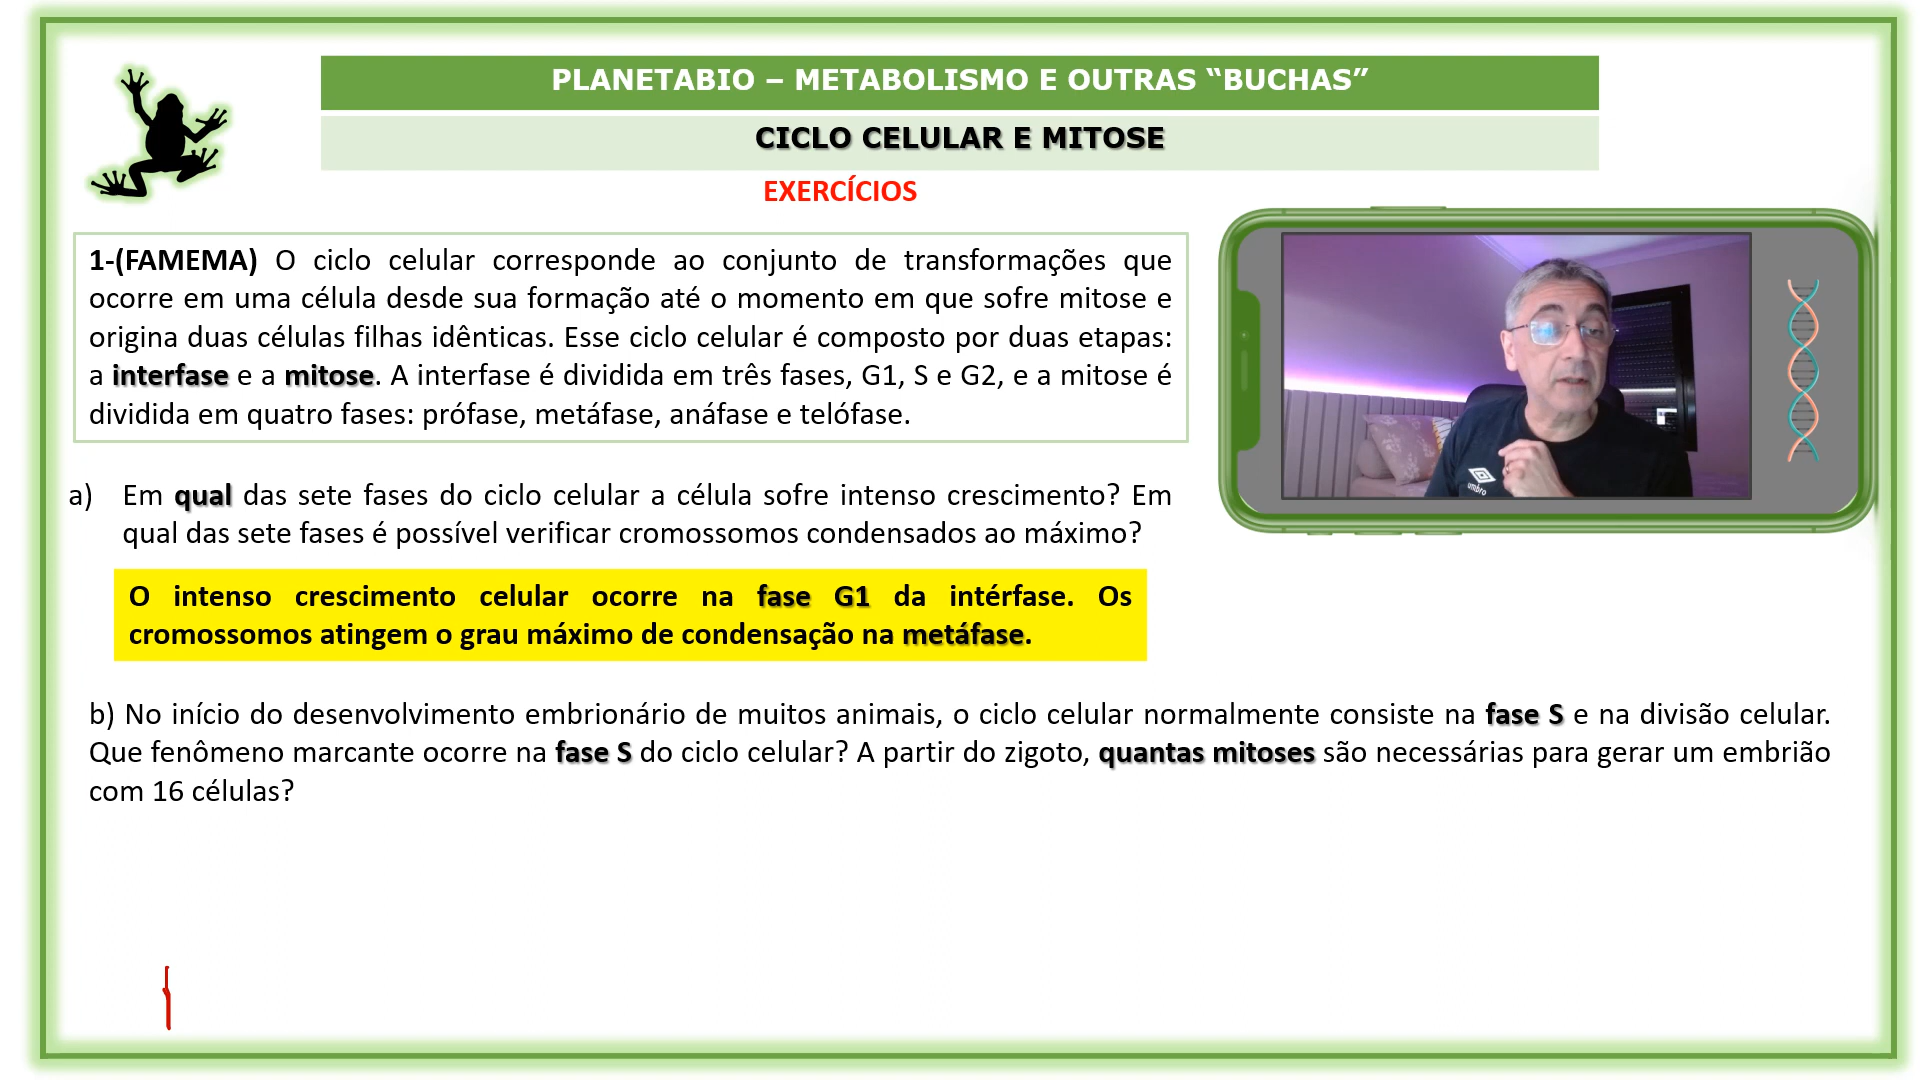 PLANETABIO – METABOLISMO E OUTRAS “BUCHAS”
CICLO CELULAR E MITOSE
EXERCÍCIOS
1-(FAMEMA) O ciclo celular corresponde ao conjunto de transformações que
ocorre em uma célula desde sua formação até o momento em que sofre mitose e
origina duas células filhas idênticas. Esse ciclo celular é composto por duas etapas:
a interfase e a mitose. A interfase é dividida em três fases, G1, S e G2, e a mitose é
dividida em quatro fases: prófase, metáfase, anáfase e telófase.
umbro
a) Em qual das sete fases do ciclo celular a célula sofre intenso crescimento? Em
qual das sete fases é possível verificar cromossomos condensados ao máximo?
O intenso crescimento celular ocorre na fase G1 da intérfase. Os
cromossomos atingem o grau máximo de condensação na metáfase.
b) No início do desenvolvimento embrionário de muitos animais, o ciclo celular normalmente consiste na fase S e na divisão celular.
Que fenômeno marcante ocorre na fase S do ciclo celular? A partir do zigoto, quantas mitoses são necessárias para gerar um embrião
com 16 células?